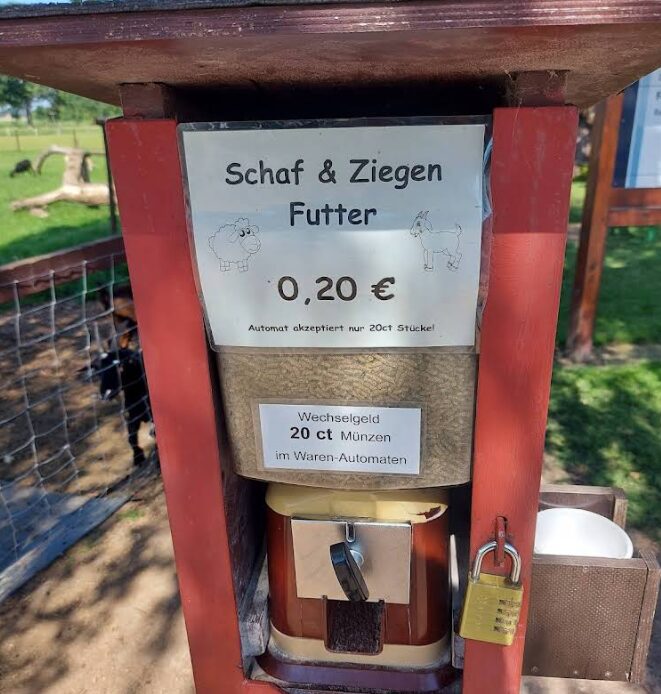 Schaf & Ziegen
Futter
0,20 €
Automat akzeptiert nur 20ct Stücke!
Wechselgeld
20 ct Münzen
im Waren-Automaten